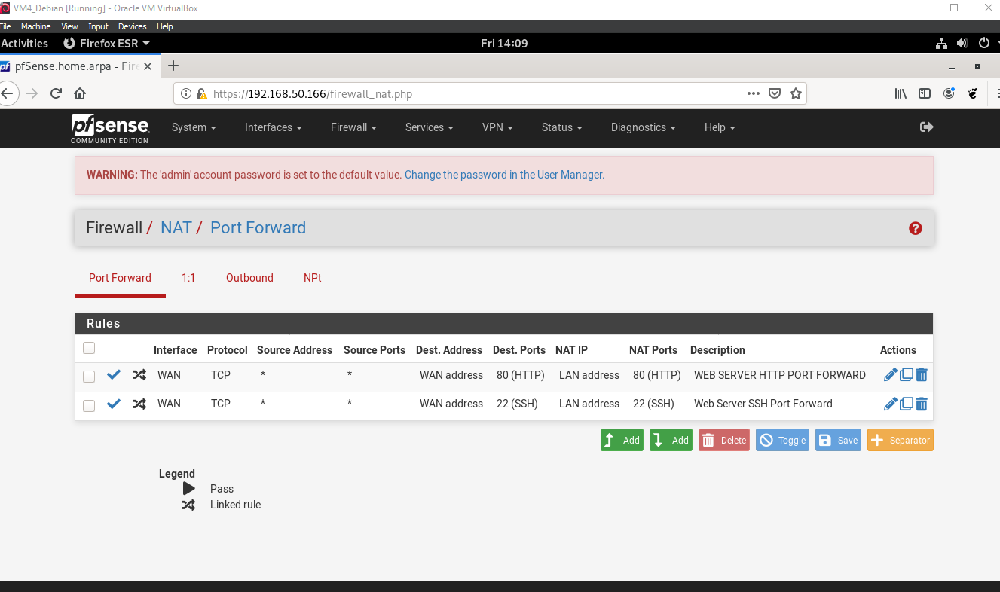 VM4_Debian [Running] - Oracle VM VirtualBox
File Machine View Input Devices Help
Activities Firefox ESR Fri 14:09
pfSense.home.arpa - Fire
https://192.168.50.166/firewall_nat.php
pfsense System Interfaces Firewall Services VPN Status Diagnostics Help
COMMUNITY EDITION
WARNING: The 'admin' account password is set to the default value. Change the password in the User Manager.
Firewall / NAT / Port Forward
Port Forward 1:1 Outbound NPt
Rules
Interface Protocol Source Address Source Ports Dest. Address Dest. Ports NAT IP NAT Ports Description Actions
WAN TCP * * WAN address 80 (HTTP) LAN address 80 (HTTP) WEB SERVER HTTP PORT FORWARD
WAN TCP * * WAN address 22 (SSH) LAN address 22 (SSH) Web Server SSH Port Forward
Add Add Delete Toggle Save Separator
Legend
Pass
Linked rule